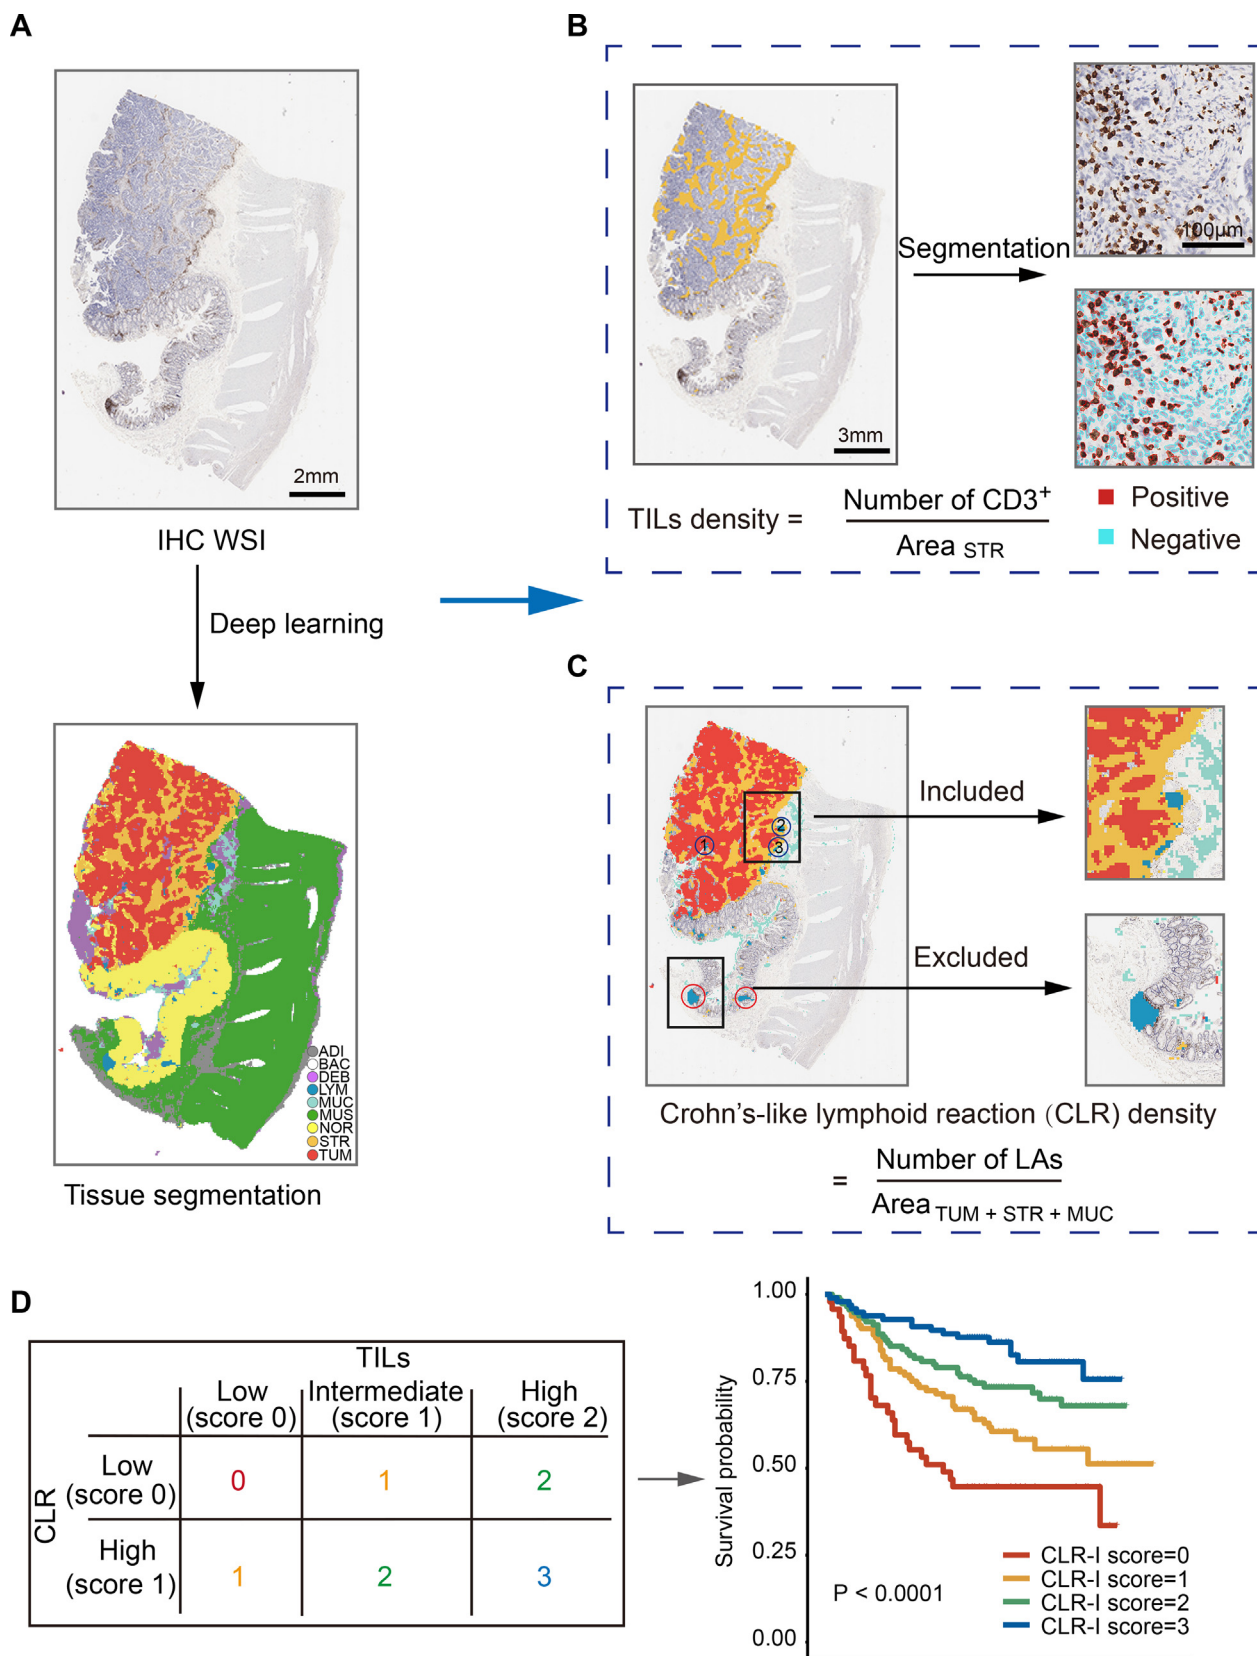 A
2mm
IHC WSI
Deep learning
ADI
BAC
DEB
LYM
MUC
MUS
NOR
STR
TUM
Tissue segmentation
B
3mm
Segmentation
100μm
TILs density = Number of CD3+
Area STR
Positive
Negative
C
1
2
3
Included
Excluded
Crohn's-like lymphoid reaction (CLR) density
= Number of LAs
Area TUM + STR + MUC
D
TILs
Low Intermediate High
(score 0) (score 1) (score 2)
CLR
Low
(score 0) 0 1 2
High
(score 1) 1 2 3
Survival probability
1.00
0.75
0.50
0.25
0.00
P < 0.0001
CLR-I score=0
CLR-I score=1
CLR-I score=2
CLR-I score=3